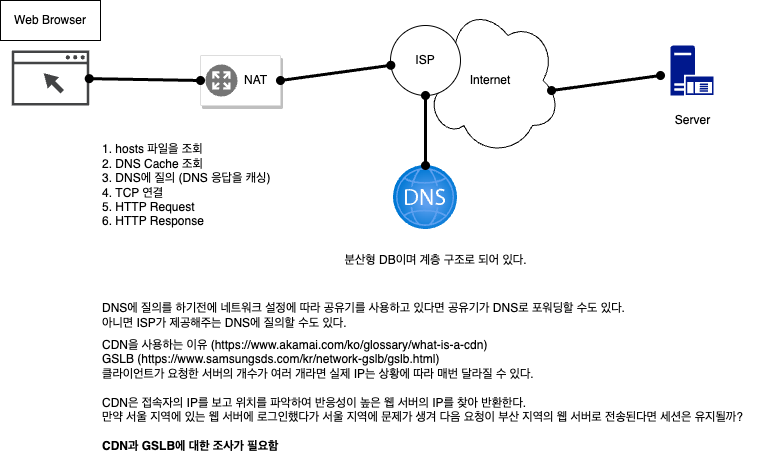 Web Browser
NAT
ISP
Internet
Server
1. hosts 파일을 조회
2. DNS Cache 조회
3. DNS에 질의 (DNS 응답을 캐싱)
4. TCP 연결
5. HTTP Request
6. HTTP Response
DNS
분산형 DB이며 계층 구조로 되어 있다.
DNS에 질의를 하기전에 네트워크 설정에 따라 공유기를 사용하고 있다면 공유기가 DNS로 포워딩할 수도 있다.
아니면 ISP가 제공해주는 DNS에 질의할 수도 있다.
CDN을 사용하는 이유 (https://www.akamai.com/ko/glossary/what-is-a-cdn)
GSLB (https://www.samsungsds.com/kr/network-gslb/gslb.html)
클라이언트가 요청한 서버의 개수가 여러 개라면 실제 IP는 상황에 따라 매번 달라질 수 있다.
CDN은 접속자의 IP를 보고 위치를 파악하여 반응성이 높은 웹 서버의 IP를 찾아 반환한다.
만약 서울 지역에 있는 웹 서버에 로그인했다가 서울 지역에 문제가 생겨 다음 요청이 부산 지역의 웹 서버로 전송된다면 세션은 유지될까?
CDN과 GSLB에 대한 조사가 필요함